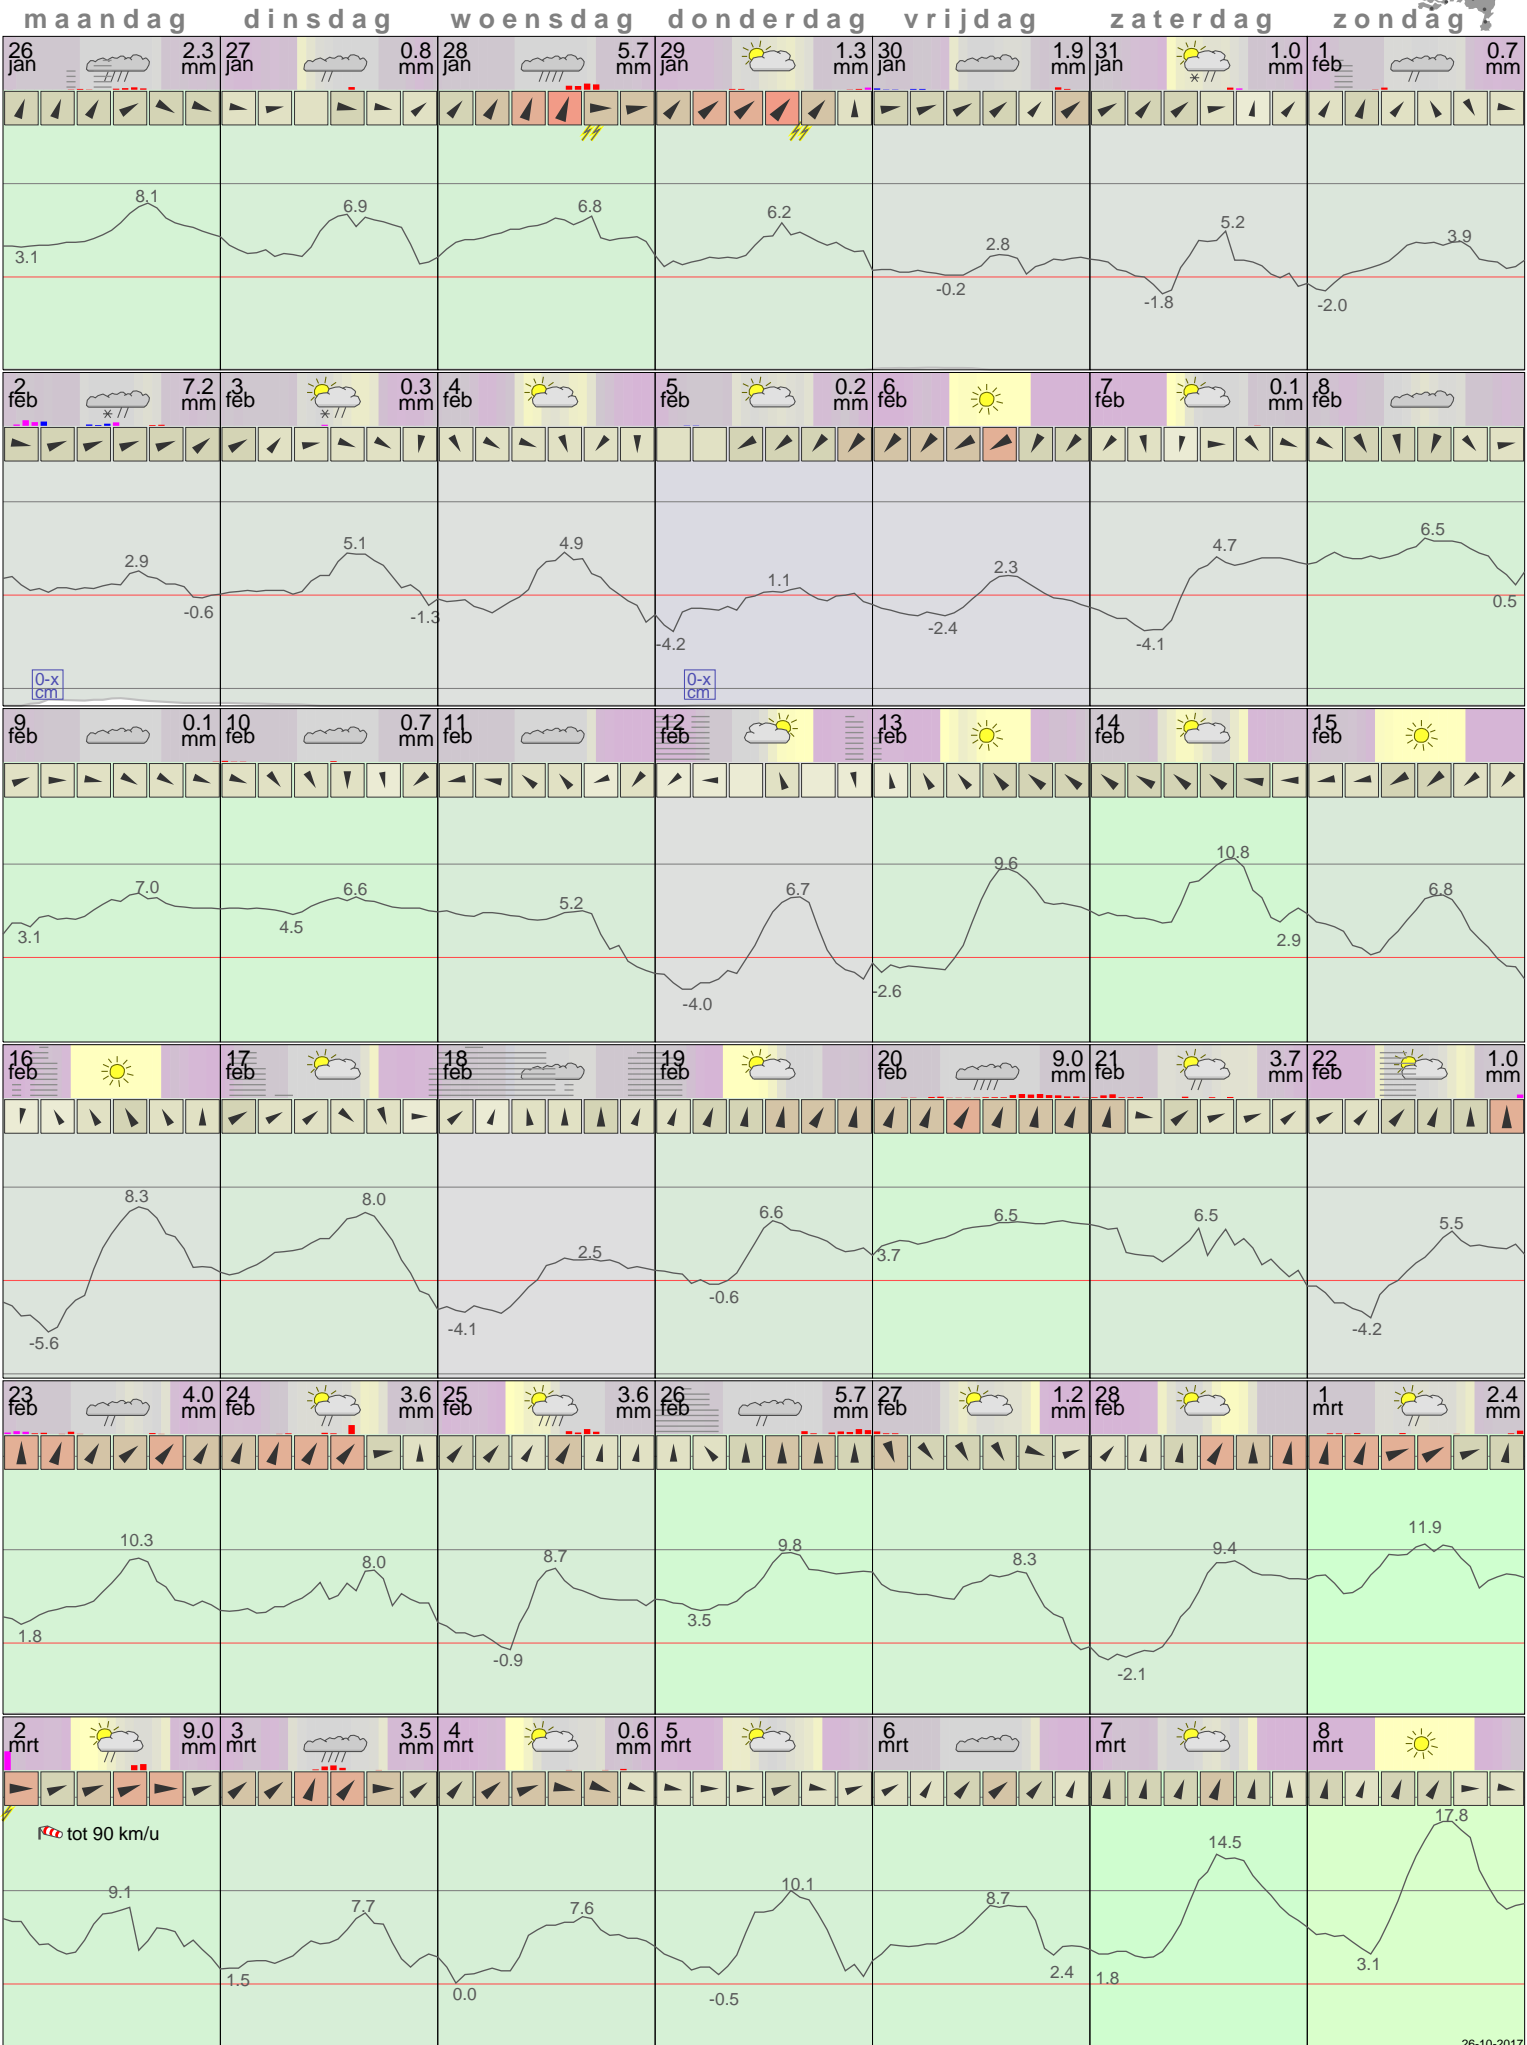 maandag dinsdag woensdag donderdag vrijdag zaterdag zondag
26 jan 2.3 mm 27 jan 0.8 mm 28 jan 5.7 mm 29 jan 1.3 mm 30 jan 1.9 mm 31 jan 1.0 mm 1 feb 0.7 mm
8.1 6.9 6.8 6.2 2.8 5.2 3.9
3.1 -0.2 -1.8 -2.0
2 feb 7.2 mm 3 feb 0.3 mm 4 feb 5 feb 0.2 mm 6 feb 7 feb 0.1 mm 8 feb
2.9 5.1 4.9 1.1 2.3 4.7 6.5
-0.6 -1.3 -4.2 -2.4 -4.1 0.5
0-x cm 0-x cm
9 feb 0.1 mm 10 feb 0.7 mm 11 feb 12 feb 13 feb 14 feb 15 feb
7.0 6.6 5.2 6.7 9.6 10.8 6.8
3.1 4.5 -4.0 -2.6 2.9
16 feb 17 feb 18 feb 19 feb 20 feb 9.0 mm 21 feb 3.7 mm 22 feb 1.0 mm
8.3 8.0 2.5 6.6 6.5 6.5 5.5
-5.6 -4.1 -0.6 3.7 -4.2
23 feb 4.0 mm 24 feb 3.6 mm 25 feb 3.6 mm 26 feb 5.7 mm 27 feb 1.2 mm 28 feb 1 mrt 2.4 mm
10.3 8.0 8.7 9.8 8.3 9.4 11.9
1.8 -0.9 3.5 -2.1
2 mrt 9.0 mm 3 mrt 3.5 mm 4 mrt 0.6 mm 5 mrt 6 mrt 7 mrt 8 mrt
tot 90 km/u
9.1 7.7 7.6 10.1 8.7 14.5 17.8
1.5 0.0 -0.5 2.4 1.8 3.1
26-10-2017